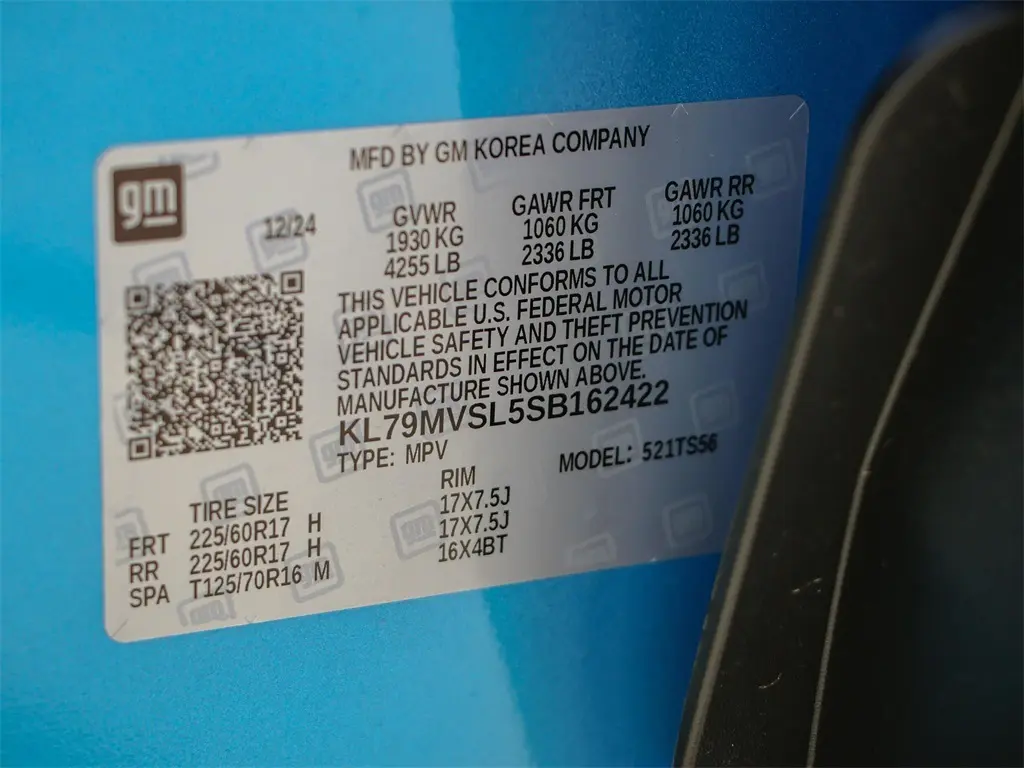 MFD BY GM KOREA COMPANY
gm
12/24
GVWR GAWR FRT GAWR RR
1930 KG 1060 KG 1060 KG
4255 LB 2336 LB 2336 LB
THIS VEHICLE CONFORMS TO ALL
APPLICABLE U.S. FEDERAL MOTOR
VEHICLE SAFETY AND THEFT PREVENTION
STANDARDS IN EFFECT ON THE DATE OF
MANUFACTURE SHOWN ABOVE.
KL79MVSL5SB162422
TYPE: MPV MODEL: 521TS56
TIRE SIZE RIM
FRT 225/60R17 H 17X7.5J
RR 225/60R17 H 17X7.5J
SPA T125/70R16 M 16X4BT